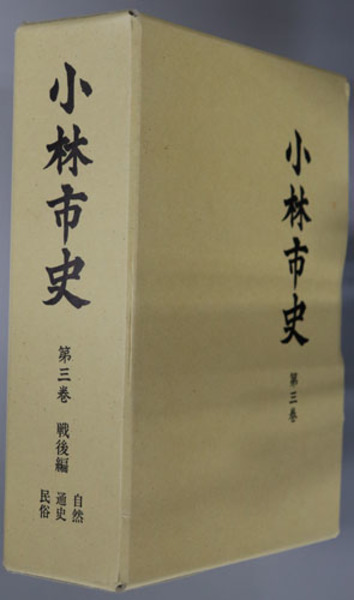 小林市史
第三巻
戦後編
自然
通史
民俗
小林市史
第三巻